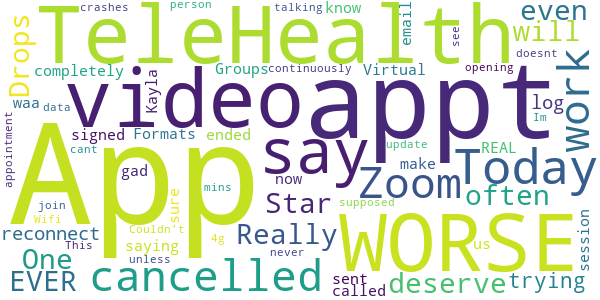 TeleHealth
crashes
person
talking
know
email
see
even
will
doesnt
Drops
completely
Groups
continuously
Virtual
opening
work
waa
data
Kayla
video
appt
log
Im
signed
Formats
ended
appointment
App
cant
gad
say
now
update
make
REAL
Today
Zoom
mins
sure
Star
often
join
Wifi
Couldn't
supposed
WORSE
us
session
reconnect
This
saying
4g
Really
never
One
unless
EVER
cancelled
sent
called
deserve
trying